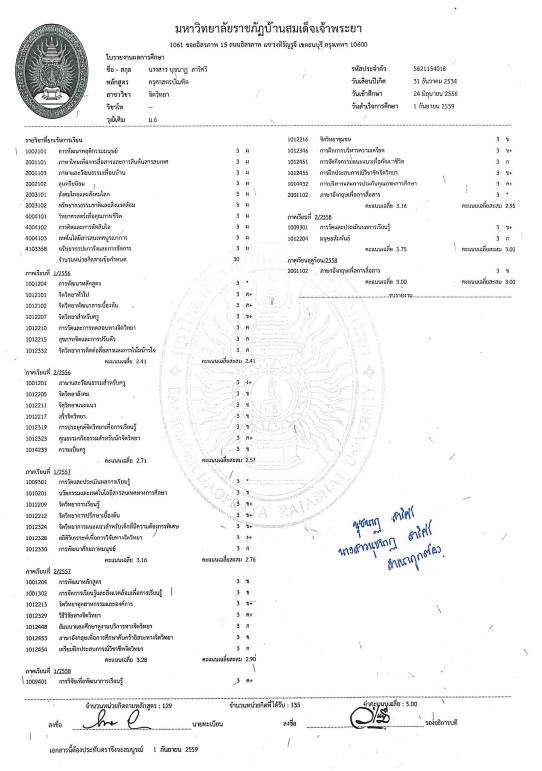 มหาวิทยาลัยราชภัฏบ้านสมเด็จเจ้าพระยา
1061 ซอยอิสรภาพ 15 ถนนอิสรภาพ แขวงหิรัญรูจี เขตธนบุรี กรุงเทพฯ 10600
ใบรายงานผลการศึกษา
ชื่อ - สกุล นางสาว นุชนาฏ สาริศรี
รหัสประจำตัว 5621154018
หลักสูตร ครุศาสตรบัณฑิต
วันเดือนปีเกิด 31 ธันวาคม 2534
สาขาวิชา จิตวิทยา
วันเข้าศึกษา 24 มิถุนายน 2556
วิชาโท --
วันสำเร็จการศึกษา 1 กันยายน 2559
วุฒิเดิม ม.6
รายวิชาที่ยกเว้นการเรียน
1002101 การพัฒนาพฤติกรรมมนุษย์ 3 ผ
2001101 ภาษาไทยเพื่อการสื่อสารและการสืบค้นสารสนเทศ 3 ผ
2001103 ภาษาและวัฒนธรรมเพื่อนบ้าน 3 ผ
2002102 สุนทรียนิยม 3 ผ
2003101 สังคมไทยและสังคมโลก 3 ผ
2003102 ทรัพยากรธรรมชาติและสิ่งแวดล้อม 3 ผ
4004101 วิทยาศาสตร์เพื่อคุณภาพชีวิต 3 ผ
4004102 การคิดและการตัดสินใจ 3 ผ
4004103 เทคโนโลยีสารสนเทศบูรณาการ 3 ผ
4103358 ทรัพยากรปะการังและการจัดการ 3 ผ
จำนวนหน่วยกิตตามข้อกำหนด 30
ภาคเรียนที่ 1/2556
1001204 การพัฒนาหลักสูตร 3 *
1012101 จิตวิทยาทั่วไป 3 ค+
1012102 จิตวิทยาพัฒนาการเบื้องต้น 3 ค+
1012207 จิตวิทยาสำหรับครู 3 ข+
1012210 การวัดและการทดสอบทางจิตวิทยา 3 ค
1012215 สุขภาพจิตและการปรับตัว 3 ค
1012332 จิตวิทยาการติดต่อสื่อสารและการโน้มน้าวใจ 3 ค
คะแนนเฉลี่ย 2.41 คะแนนเฉลี่ยสะสม 2.41
ภาคเรียนที่ 2/2556
1001201 ภาษาและวัฒนธรรมสำหรับครู 3 ง+
1012205 จิตวิทยาสังคม 3 ข
1012211 จิตวิทยาแนะแนว 3 ข
1012217 สรีรจิตวิทยา 3 ข
1012319 การประยุกต์จิตวิทยาเพื่อการเรียนรู้ 3 ข
1012323 คุณธรรมจริยธรรมสำหรับนักจิตวิทยา 3 ค+
1014233 ความเป็นครู 3 ข
คะแนนเฉลี่ย 2.71 คะแนนเฉลี่ยสะสม 2.57
ภาคเรียนที่ 1/2557
1009301 การวัดและประเมินผลการเรียนรู้ 3 *
1010201 นวัตกรรมและเทคโนโลยีสารสนเทศทางการศึกษา 3 ข
1012209 จิตวิทยาการเรียนรู้ 3 ข+
1012212 จิตวิทยาการปรึกษาเบื้องต้น 3 ข+
1012324 จิตวิทยาการแนะแนวสำหรับเด็กที่มีความต้องการพิเศษ 3 ข+
1012328 สถิติวิเคราะห์เพื่อการวิจัยทางจิตวิทยา 3 ง+
1012330 การพัฒนาศักยภาพมนุษย์ 3 ก
คะแนนเฉลี่ย 3.16 คะแนนเฉลี่ยสะสม 2.76
ภาคเรียนที่ 2/2557
1001204 การพัฒนาหลักสูตร 3 ข
1001302 การจัดการเรียนรู้และสิ่งแวดล้อมเพื่อการเรียนรู้ 3 ข
1012213 จิตวิทยาอุตสาหกรรมและองค์การ 3 ข+
1012329 วิธีวิจัยทางจิตวิทยา 3 ค+
1012448 สัมมนาและศึกษาดูงานบริการทางจิตวิทยา 3 ก
1012453 ภาษาอังกฤษเพื่อการศึกษาค้นคว้าอิสระทางจิตวิทยา 3 ข
1012454 เตรียมฝึกประสบการณ์วิชาชีพจิตวิทยา 3 ก
คะแนนเฉลี่ย 3.28 คะแนนเฉลี่ยสะสม 2.90
ภาคเรียนที่ 1/2558
1009401 การวิจัยเพื่อพัฒนาการเรียนรู้ 3 ค+
1012216 จิตวิทยาชุมชน 3 ข
1012346 การฝึกการบริหารความเครียด 3 ข+
1012451 การจัดกิจกรรมแนะแนวเพื่อพัฒนาชีวิต 3 ก
1012455 การฝึกประสบการณ์วิชาชีพจิตวิทยา 3 ข+
1014432 การบริหารและการประกันคุณภาพการศึกษา 3 ค+
2001102 ภาษาอังกฤษเพื่อการสื่อสาร 3 *
คะแนนเฉลี่ย 3.16 คะแนนเฉลี่ยสะสม 2.95
ภาคเรียนที่ 2/2558
1009301 การวัดและประเมินผลการเรียนรู้ 3 ข+
1012204 มนุษยสัมพันธ์ 3 ก
คะแนนเฉลี่ย 3.75 คะแนนเฉลี่ยสะสม 3.00
ภาคเรียนฤดูร้อน/2558
2001102 ภาษาอังกฤษเพื่อการสื่อสาร 3 ข
คะแนนเฉลี่ย 3.00 คะแนนเฉลี่ยสะสม 3.00
จบรายงาน
BANSOMDEJCHAOPRAYA RAJABHAT UNIVERSITY
นุชนาฏ สาริศรี
นางสาวนุชนาฏ สาริศรี
สำเนาถูกต้อง
จำนวนหน่วยกิตตามหลักสูตร : 129 จำนวนหน่วยกิตที่ได้รับ : 135 ค่าคะแนนเฉลี่ย : 3.00
ลงชื่อ นายทะเบียน ลงชื่อ รองอธิการบดี
เอกสารนี้ต้องประทับตราจึงจะสมบูรณ์ 1 กันยายน 2559